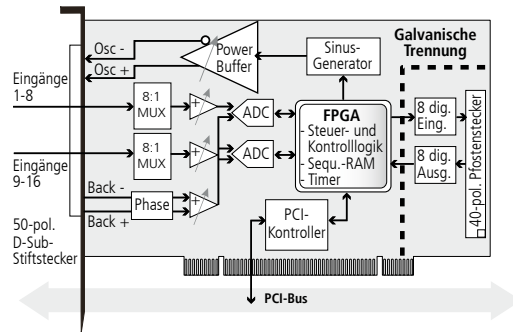 Galvanische
Trennung
Osc -
Osc +
Power
Buffer
Sinus-
Generator
Eingänge
1-8
8:1
MUX
+
ADC
FPGA
- Steuer- und
Kontrolllogik
- Sequ.-RAM
- Timer
8 dig.
Eing.
Eingänge
9-16
8:1
MUX
+
ADC
8 dig.
Ausg.
40-pol. Pfostenstecker
Back -
Back +
Phase
+
PCI-
Kontroller
50-pol.
D-Sub-
Stiftstecker
PCI-Bus